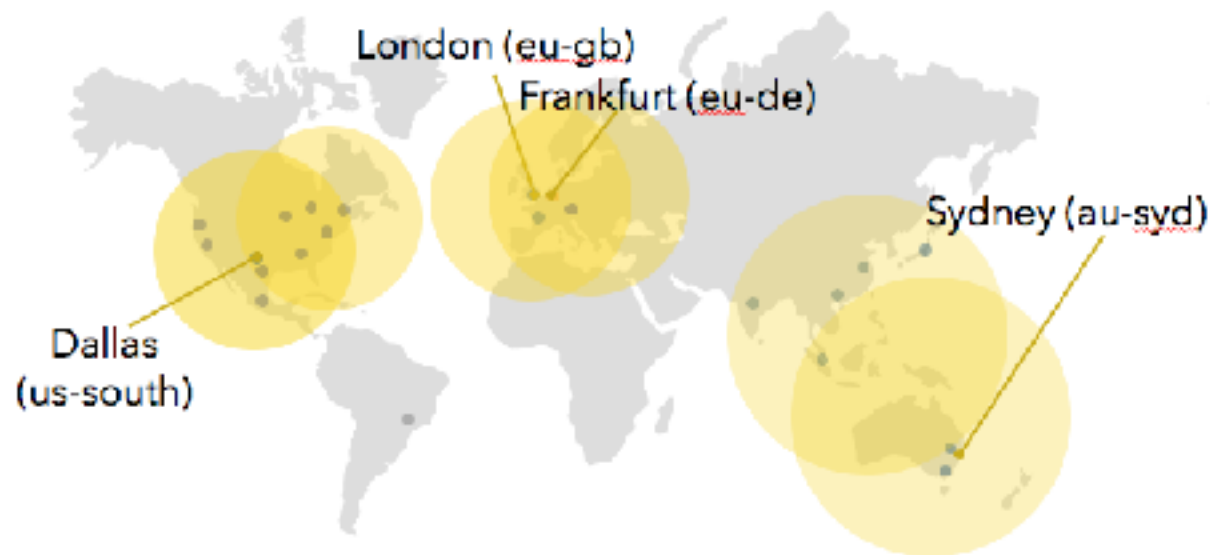 London (eu-gb)
Frankfurt (eu-de)
Sydney (au-syd)
Dallas
(us-south)